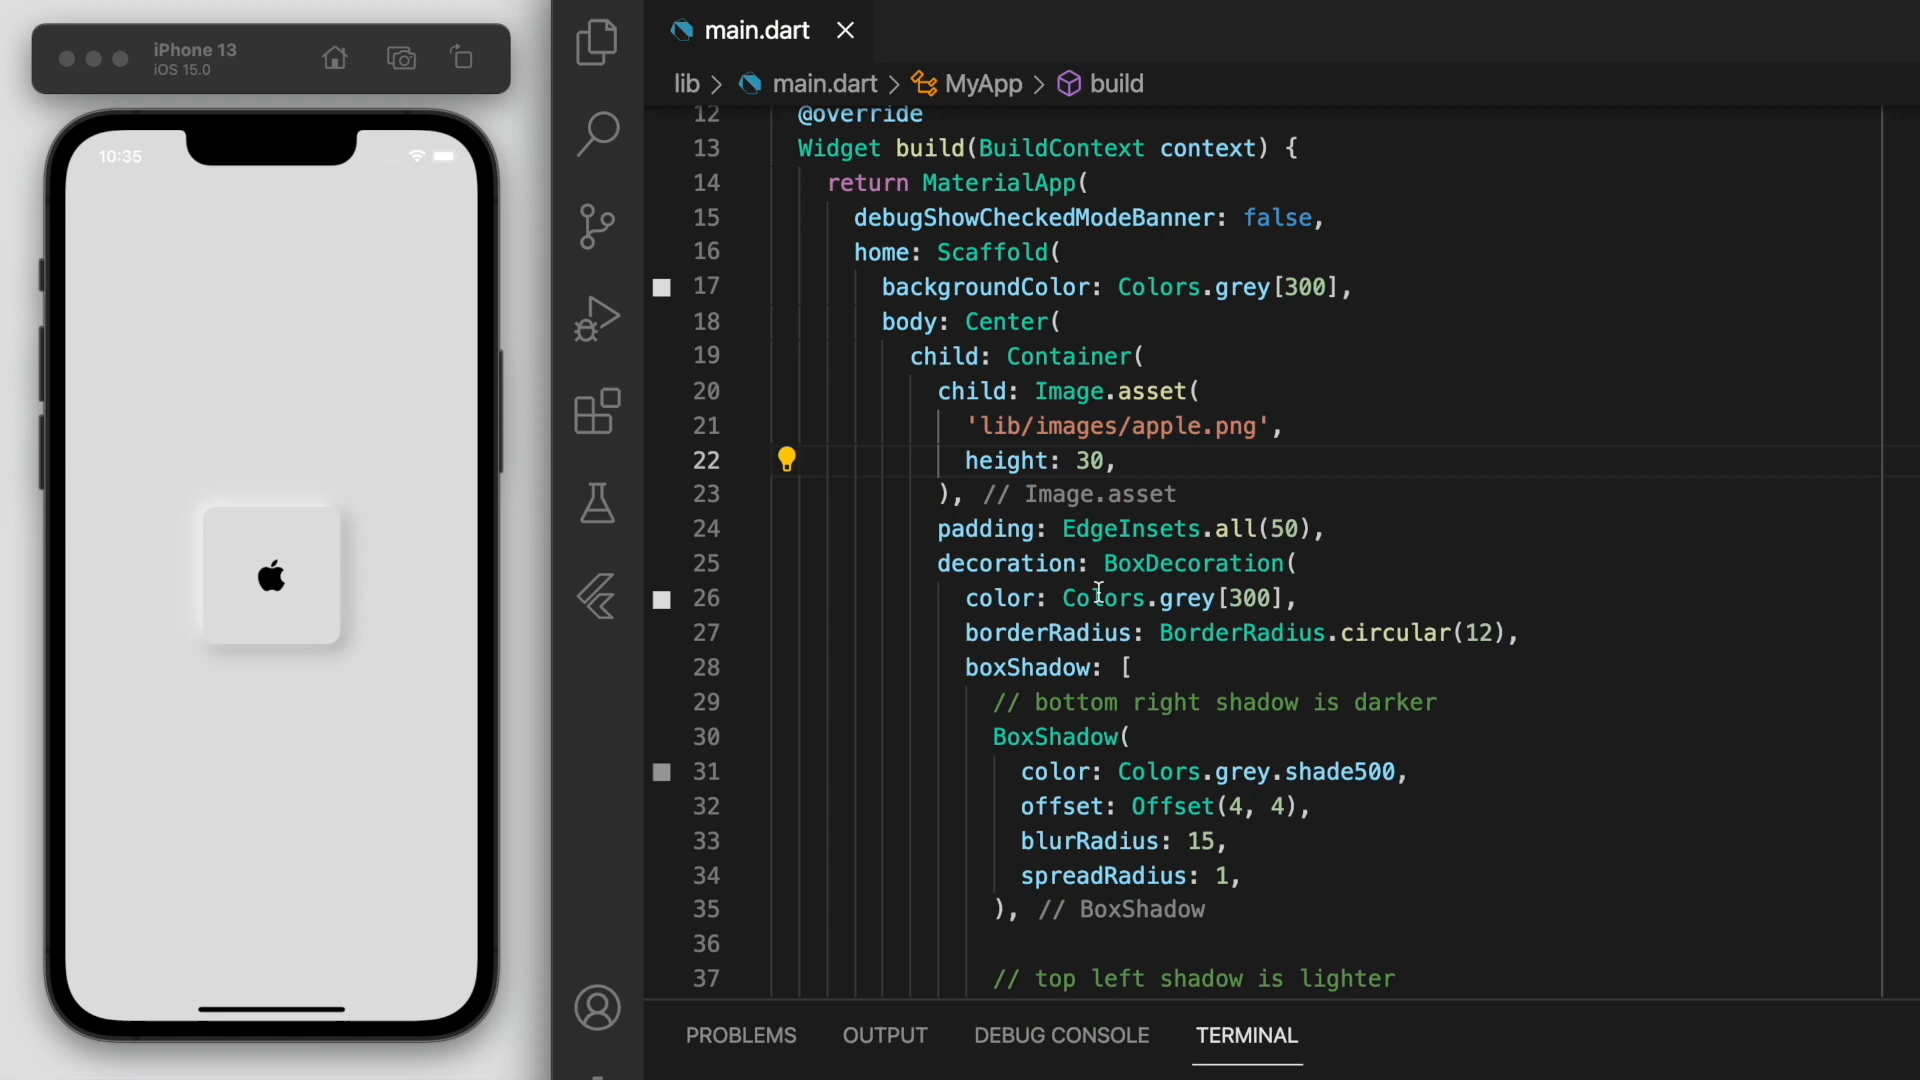 iPhone 13
iOS 15.0
10:35
main.dart
lib > main.dart > MyApp > build
12 @override
13 Widget build(BuildContext context) {
14 return MaterialApp(
15 debugShowCheckedModeBanner: false,
16 home: Scaffold(
17 backgroundColor: Colors.grey[300],
18 body: Center(
19 child: Container(
20 child: Image.asset(
21 'lib/images/apple.png',
22 height: 30,
23 ), // Image.asset
24 padding: EdgeInsets.all(50),
25 decoration: BoxDecoration(
26 color: Colors.grey[300],
27 borderRadius: BorderRadius.circular(12),
28 boxShadow: [
29 // bottom right shadow is darker
30 BoxShadow(
31 color: Colors.grey.shade500,
32 offset: Offset(4, 4),
33 blurRadius: 15,
34 spreadRadius: 1,
35 ), // BoxShadow
36
37 // top left shadow is lighter
PROBLEMS OUTPUT DEBUG CONSOLE TERMINAL